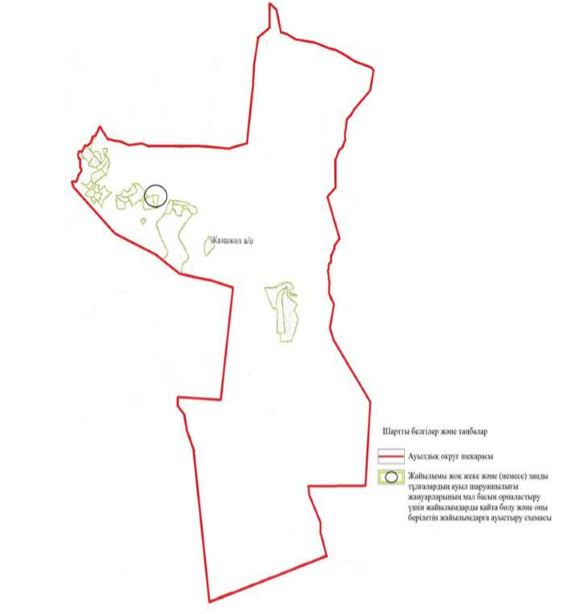 Жаңажол а/о
Шартты белгілер және таңбалар
Ауылдық округ шекарасы
Жайылымы жоқ жеке және (немесе) заңды
тұлғалардың ауыл шаруашылығы
жануарларының мал басын орналастыру
үшін жайылымдарды қайта бөлу және оны
берілетін жайылымдарға ауыстыру схемасы